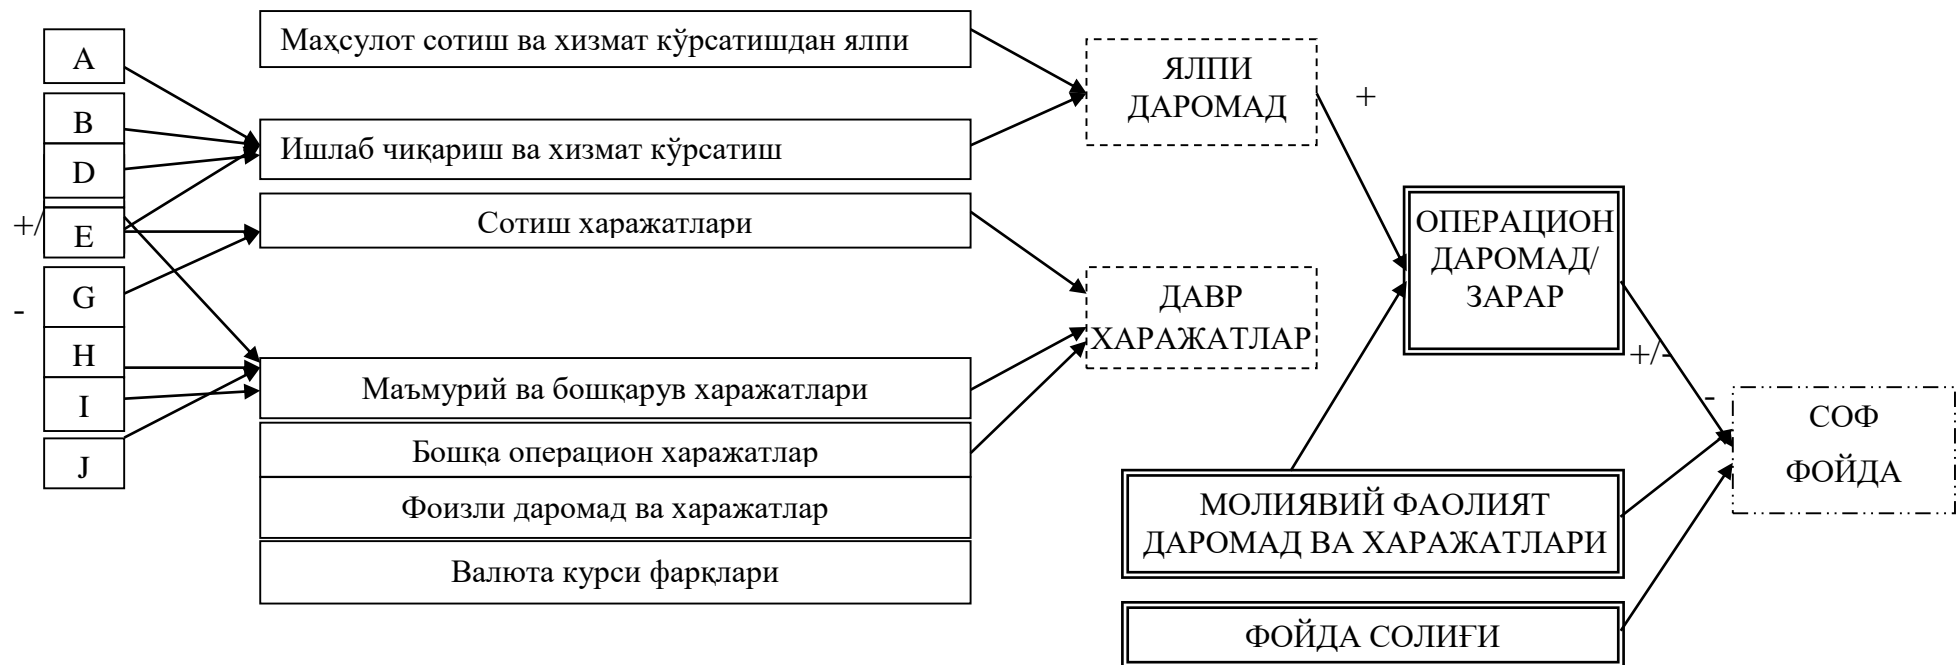 A
B
D
E
G
H
I
J
+/
-
Маҳсулот сотиш ва хизмат кўрсатишдан ялпи
Ишлаб чиқариш ва хизмат кўрсатиш
Сотиш харажатлари
Маъмурий ва бошқарув харажатлари
Бошқа операцион харажатлар
Фоизли даромад ва харажатлар
Валюта курси фарқлари
ЯЛПИ
ДАРОМАД
+
ДАВР
ХАРАЖАТЛАР
ОПЕРАЦИОН
ДАРОМАД/
ЗАРАР
+/-
-
МОЛИЯВИЙ ФАОЛИЯТ
ДАРОМАД ВА ХАРАЖАТЛАРИ
ФОЙДА СОЛИҒИ
СОФ
ФОЙДА